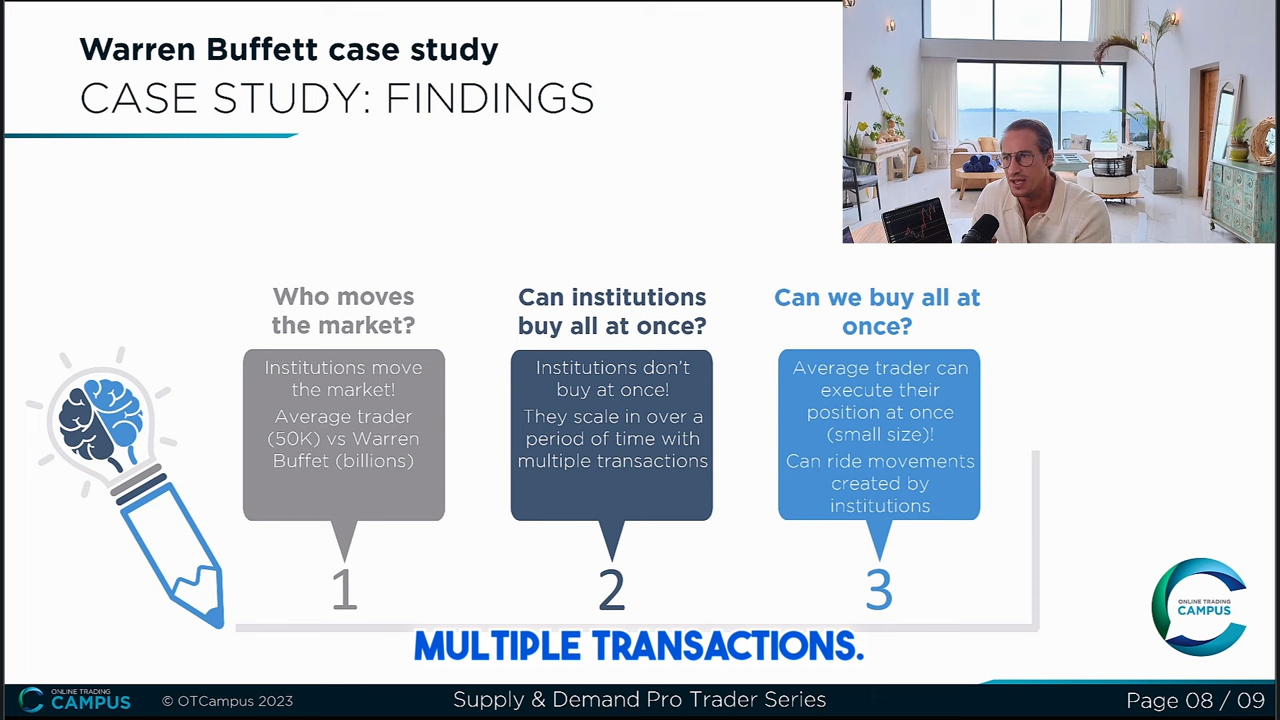 Warren Buffett case study
CASE STUDY: FINDINGS
Who moves
the market?
Institutions move
the market!
Average trader
(50K) vs Warren
Buffet (billions)
1
Can institutions
buy all at once?
Institutions don't
buy at once!
They scale in over a
period of time with
multiple transactions
2
Can we buy all at
once?
Average trader can
execute their
position at once
(small size)!
Can ride movements
created by
institutions
3
ONLINE TRADING
CAMPUS
MULTIPLE TRANSACTIONS.
ONLINE TRADING
CAMPUS
© OTCampus 2023
Supply & Demand Pro Trader Series
Page 08 / 09